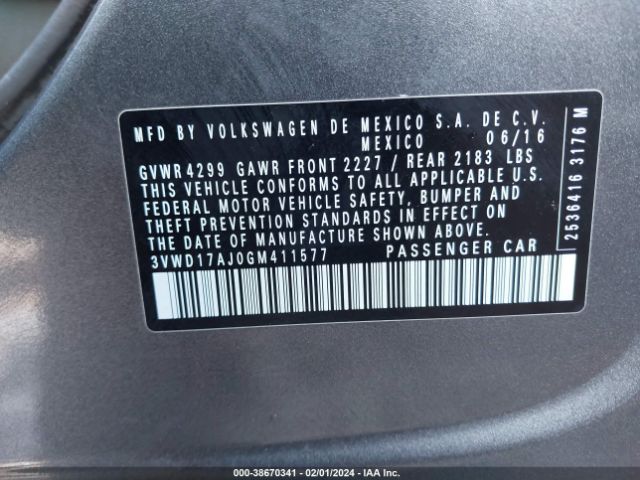 MFD BY VOLKSWAGEN DE MEXICO S.A. DE C.V.
MEXICO 06/16
GVWR 4299 GAWR FRONT 2227 / REAR 2183 LBS
THIS VEHICLE CONFORMS TO ALL APPLICABLE U.S.
FEDERAL MOTOR VEHICLE SAFETY, BUMPER AND
THEFT PREVENTION STANDARDS IN EFFECT ON
THE DATE OF MANUFACTURE SHOWN ABOVE.
3VWD17AJ0GM411577 PASSENGER CAR
2536416 3176 M
000-38670341 | 02/01/2024 | IAA Inc.